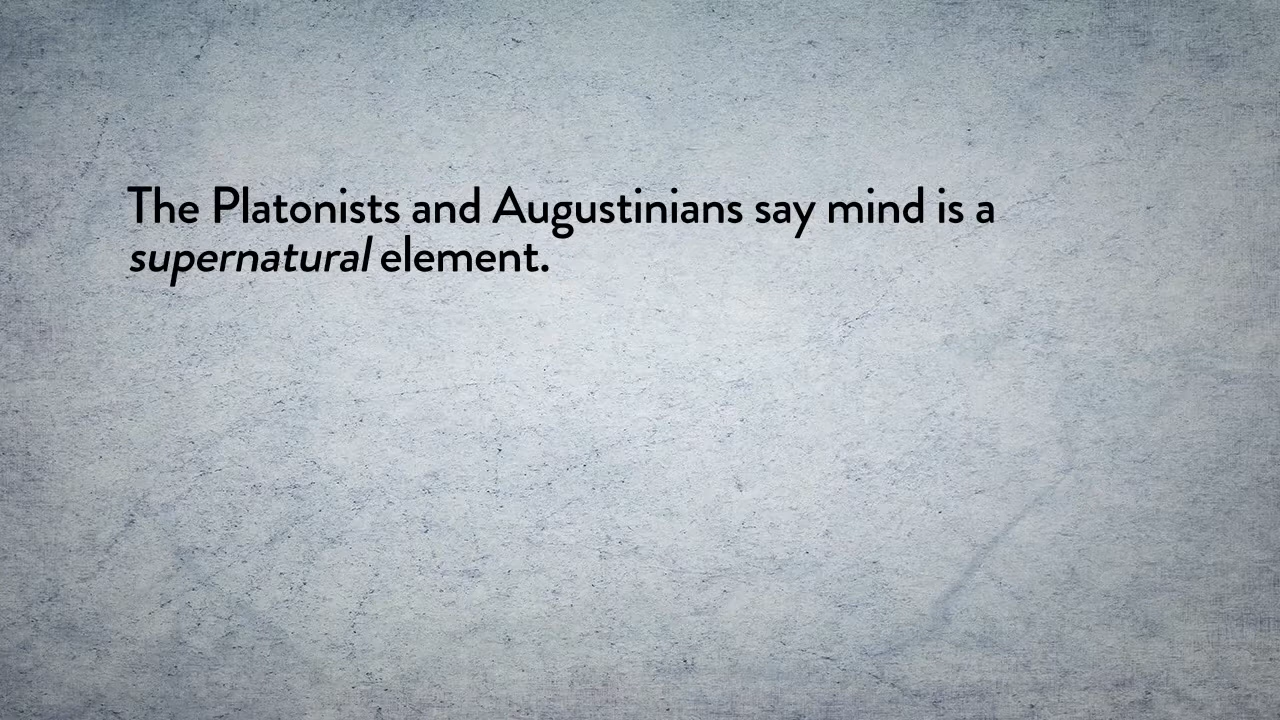 The Platonists and Augustinians say mind is a
supernatural element.